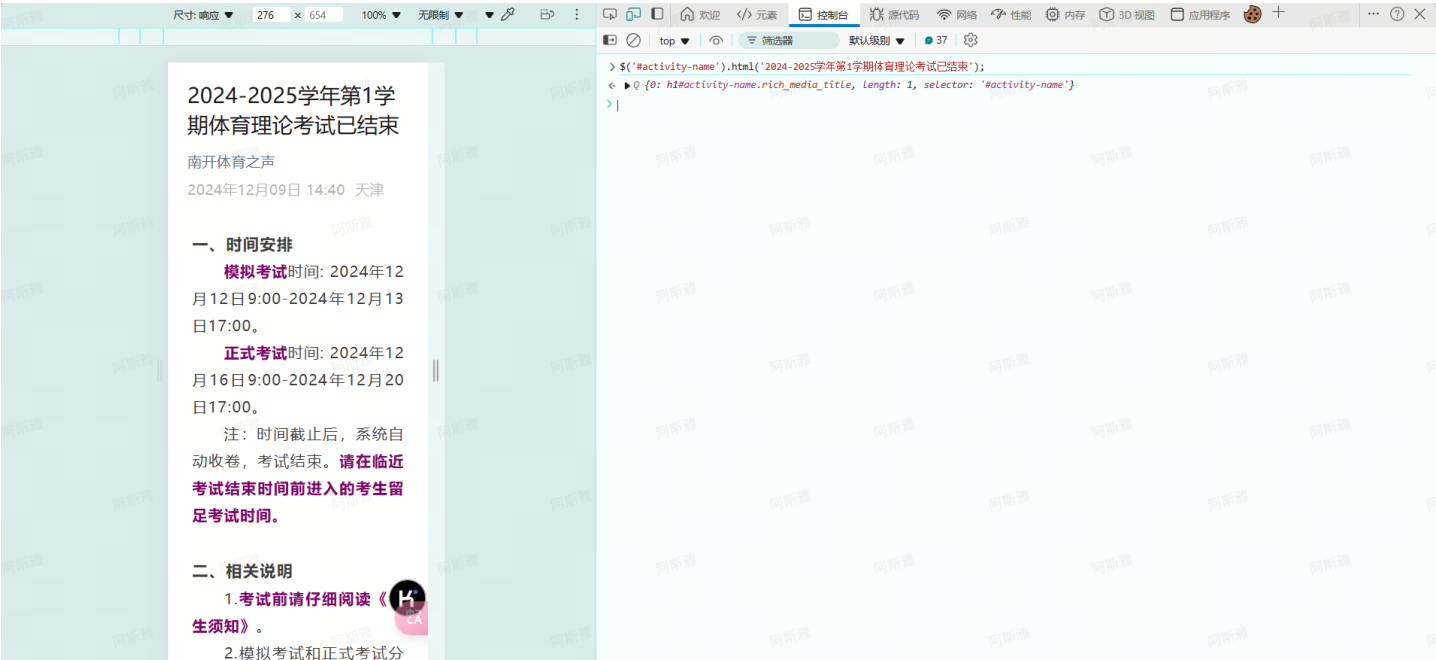 尺寸: 响应 ▼ 276 × 654 100% ▼ 无限制 ▼ ▼
欢迎 </> 元素 控制台 源代码 网络 性能 内存 3D 视图 应用程序 + ··· ?
top ▼ 筛选器 默认级别 ▼ 37
> $('#activity-name').html('2024-2025学年第1学期体育理论考试已结束');
▶ Q {0: h1#activity-name.rich_media_title, length: 1, selector: '#activity-name'}
>
2024-2025学年第1学
期体育理论考试已结束
南开体育之声
2024年12月09日 14:40 天津
一、时间安排
模拟考试时间: 2024年12
月12日9:00-2024年12月13
日17:00。
正式考试时间: 2024年12
月16日9:00-2024年12月20
日17:00。
注：时间截止后，系统自
动收卷，考试结束。请在临近
考试结束时间前进入的考生留
足考试时间。
二、相关说明
1.考试前请仔细阅读《
生须知》。
2.模拟考试和正式考试分
CA
阿斯雅